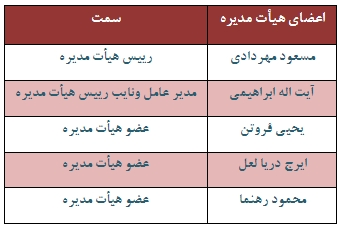 اعضای هیأت مدیره	سمت
مسعود مهردادی	رییس هیأت مدیره
آیت اله ابراهیمی	مدیر عامل ونایب رییس هیأت مدیره
یحیی فروتن	عضو هیأت مدیره
ایرج دریا لعل	عضو هیأت مدیره
محمود رهنما	عضو هیأت مدیره